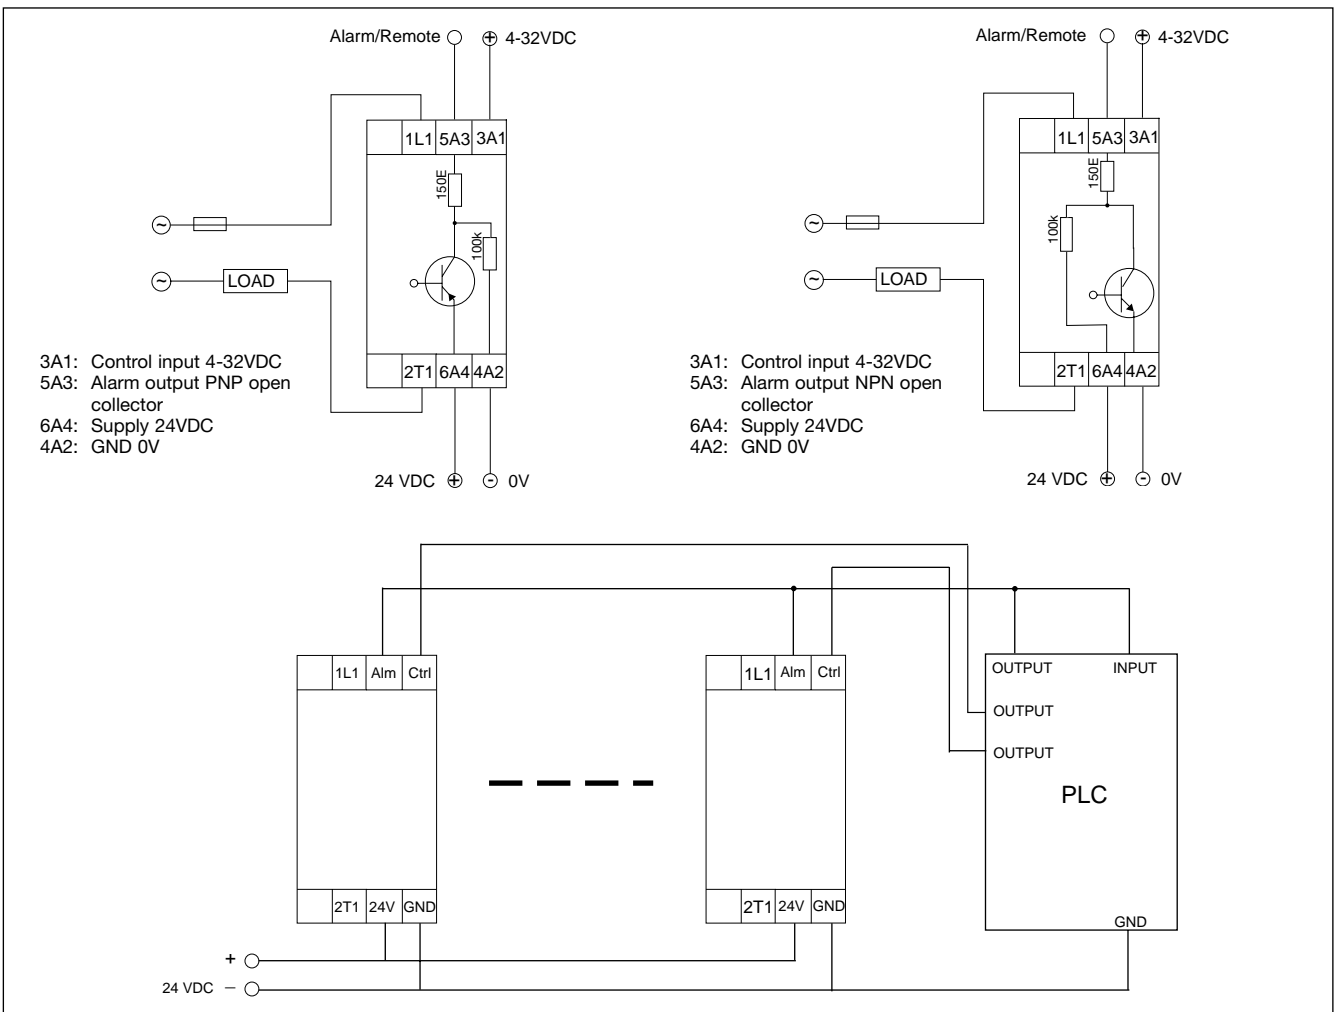 Alarm/Remote
4-32VDC
1L1 5A3 3A1
150E
100k
LOAD
2T1 6A4 4A2
3A1: Control input 4-32VDC
5A3: Alarm output PNP open
collector
6A4: Supply 24VDC
4A2: GND 0V
24 VDC + - 0V
Alarm/Remote
4-32VDC
1L1 5A3 3A1
150E
100k
LOAD
2T1 6A4 4A2
3A1: Control input 4-32VDC
5A3: Alarm output NPN open
collector
6A4: Supply 24VDC
4A2: GND 0V
24 VDC + - 0V
1L1 Alm Ctrl
2T1 24V GND
1L1 Alm Ctrl
2T1 24V GND
OUTPUT INPUT
OUTPUT
OUTPUT
PLC
GND
+
24 VDC –